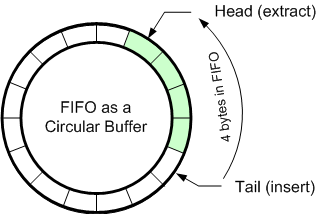 Head (extract)
FIFO as a
Circular Buffer
4 bytes in FIFO
Tail (insert)